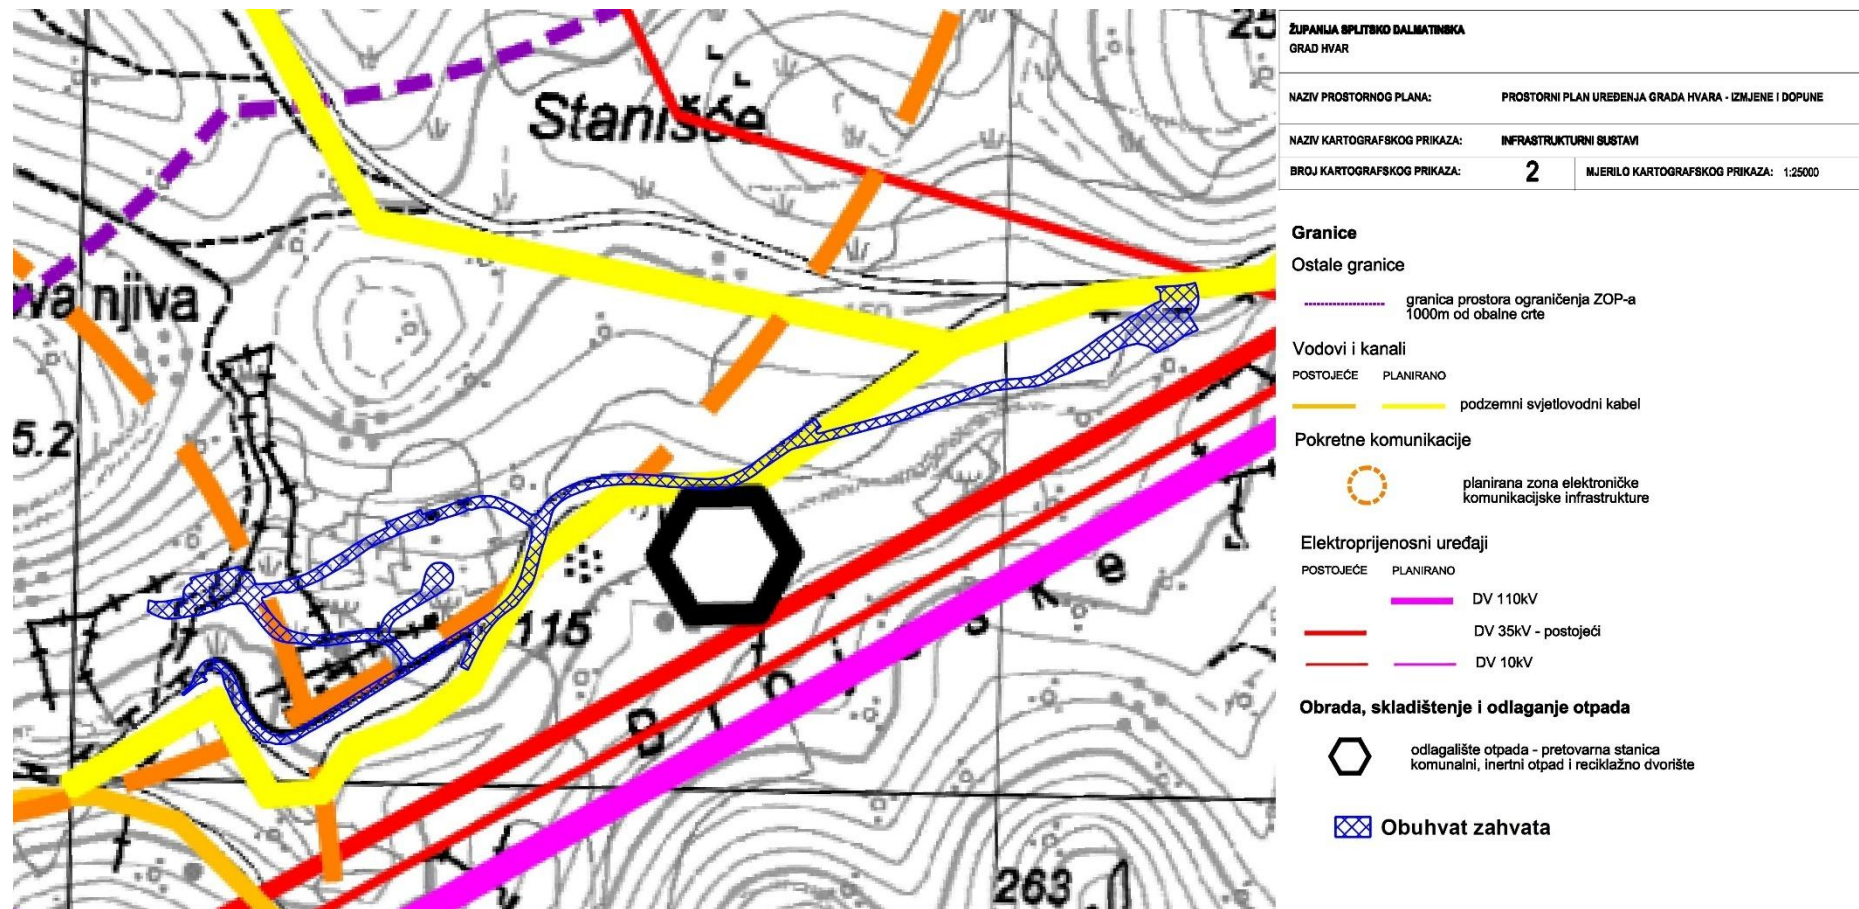 ŽUPANIJA SPLITSKO DALMATINSKA
GRAD HVAR
NAZIV PROSTORNOG PLANA: PROSTORNI PLAN UREĐENJA GRADA HVARA - IZMJENE I DOPUNE
NAZIV KARTOGRAFSKOG PRIKAZA: INFRASTRUKTURNI SUSTAVI
BROJ KARTOGRAFSKOG PRIKAZA: 2 MJERILO KARTOGRAFSKOG PRIKAZA: 1:25000
Granice
Ostale granice
granica prostora ograničenja ZOP-a
1000m od obalne crte
Vodovi i kanali
POSTOJEĆE PLANIRANO
podzemni svjetlovodni kabel
Pokretne komunikacije
planirana zona elektroničke
komunikacijske infrastrukture
Elektroprijenosni uređaji
POSTOJEĆE PLANIRANO
DV 110kV
DV 35kV - postojeći
DV 10kV
Obrada, skladištenje i odlaganje otpada
odlagalište otpada - pretovarna stanica
komunalni, inertni otpad i reciklažno dvorište
Obuhvat zahvata
25
Stanišće
njiva
5.2
115
263